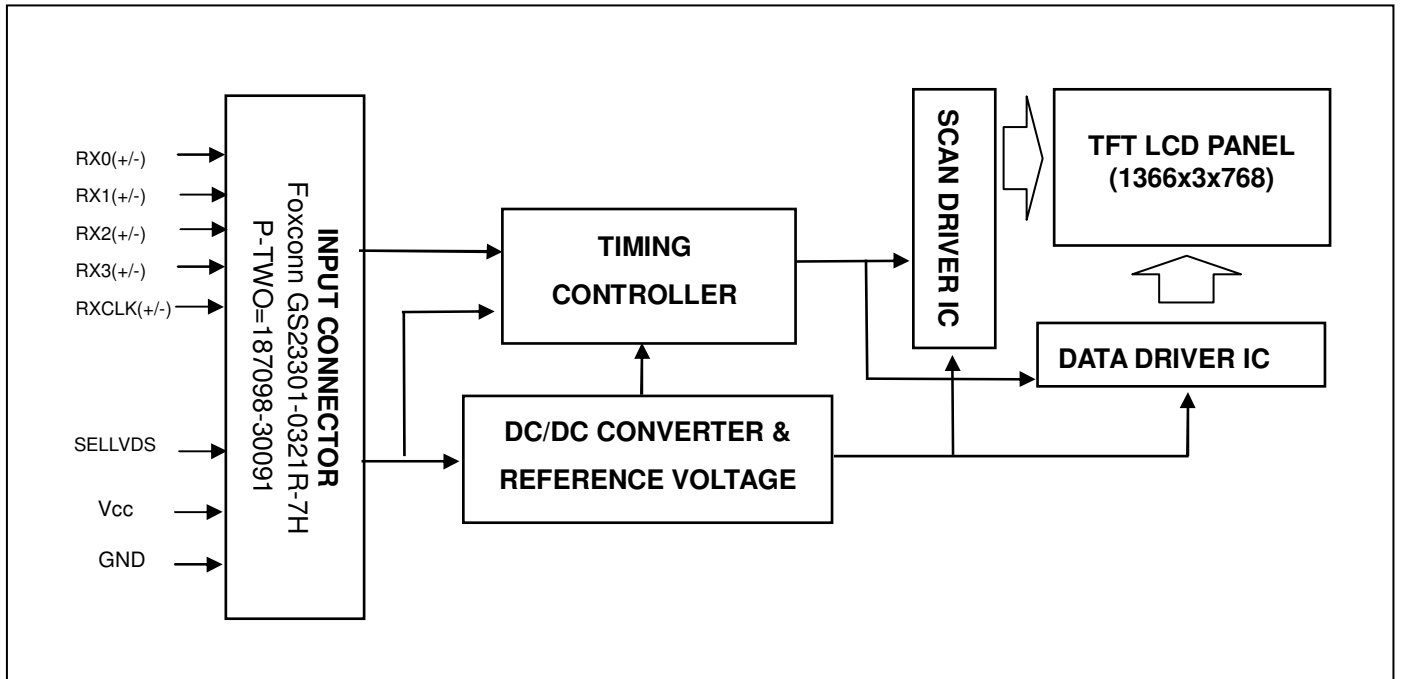 RX0(+/-)
RX1(+/-)
RX2(+/-)
RX3(+/-)
RXCLK(+/-)
SELLVDS
Vcc
GND
INPUT CONNECTOR
Foxconn GS23301-0321R-7H
P-TWO=187098-30091
TIMING
CONTROLLER
DC/DC CONVERTER &
REFERENCE VOLTAGE
SCAN DRIVER IC
TFT LCD PANEL
(1366x3x768)
DATA DRIVER IC